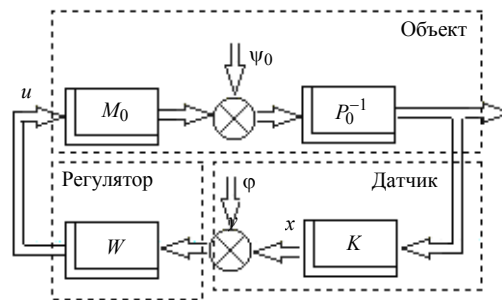 Объект
ψ₀
u
M₀
P₀⁻¹
Регулятор
φ
Датчик
x
W
K